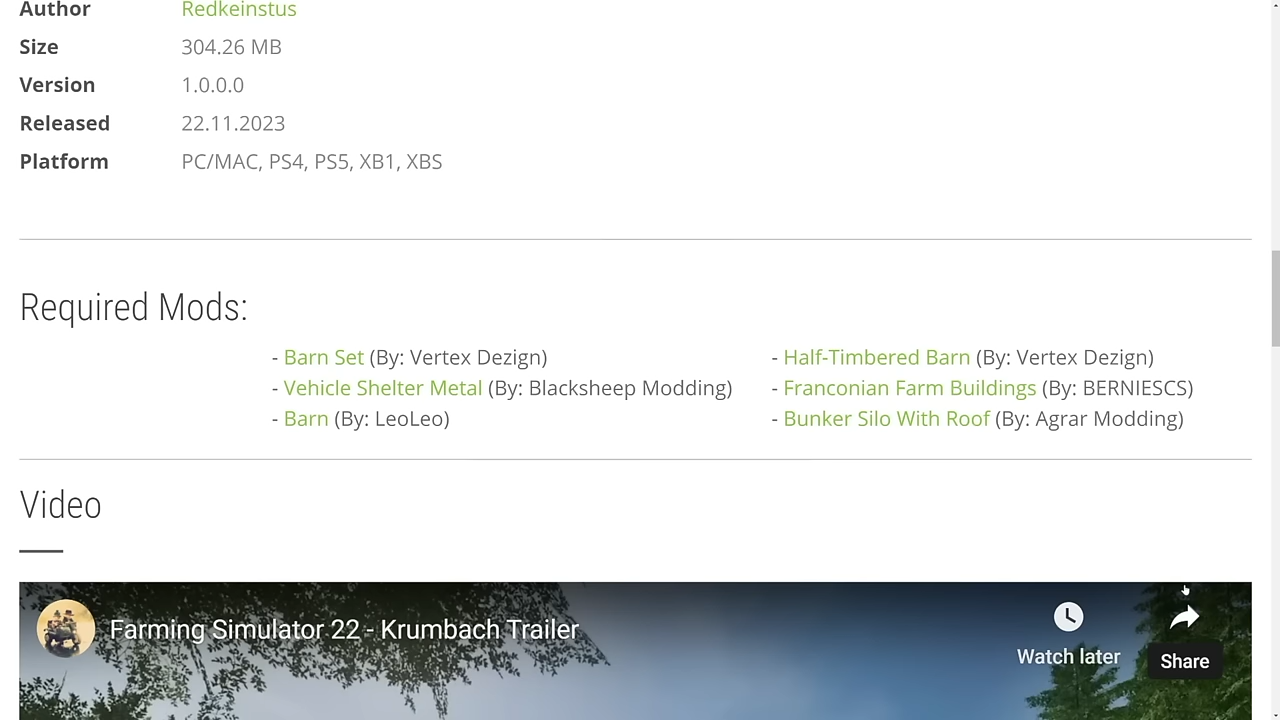 Author Redkeinstus
Size 304.26 MB
Version 1.0.0.0
Released 22.11.2023
Platform PC/MAC, PS4, PS5, XB1, XBS
Required Mods:
- Barn Set (By: Vertex Dezign)
- Vehicle Shelter Metal (By: Blacksheep Modding)
- Barn (By: LeoLeo)
- Half-Timbered Barn (By: Vertex Dezign)
- Franconian Farm Buildings (By: BERNIESCS)
- Bunker Silo With Roof (By: Agrar Modding)
Video
Farming Simulator 22 - Krumbach Trailer
Watch later
Share